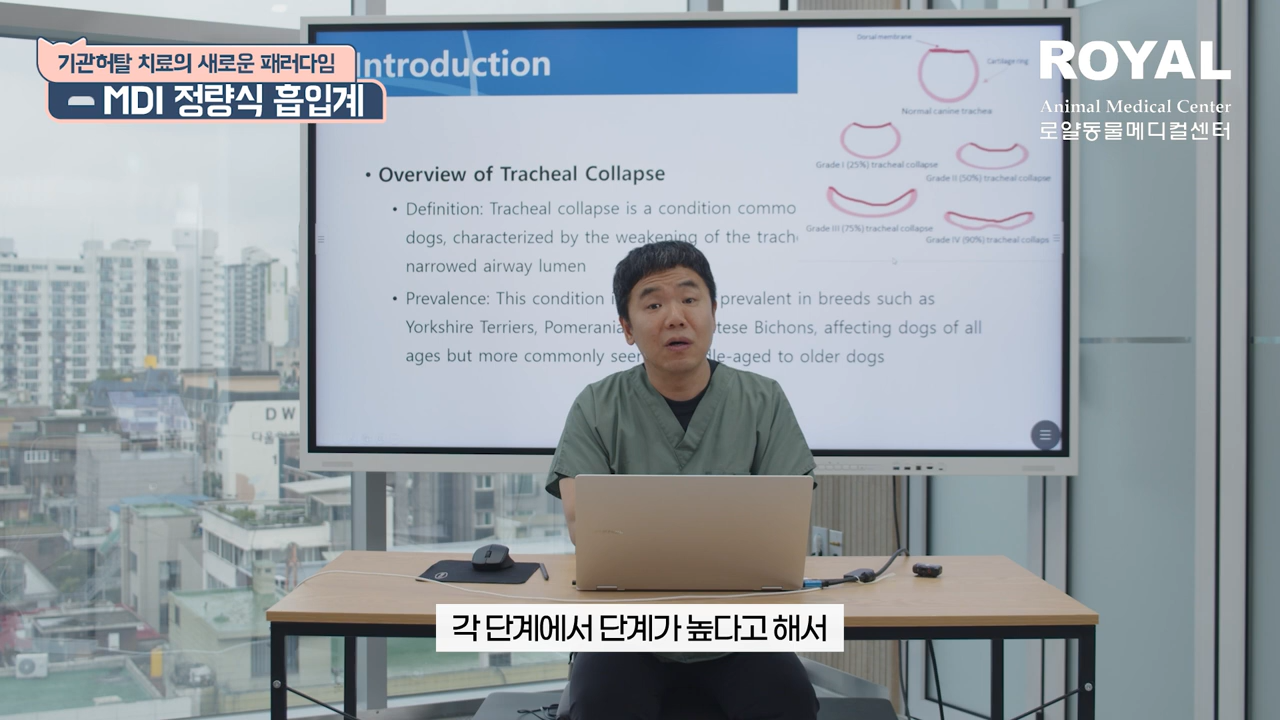 기관허탈 치료의 새로운 패러다임
MDI 정량식 흡입계
ROYAL
Animal Medical Center
로얄동물메디컬센터
Introduction
Dorsal membrane
Cartilage ring
Normal canine trachea
Grade I (25%) tracheal collapse
Grade II (50%) tracheal collapse
Grade III (75%) tracheal collapse
Grade IV (90%) tracheal collaps
• Overview of Tracheal Collapse
• Definition: Tracheal collapse is a condition commo
dogs, characterized by the weakening of the trach
narrowed airway lumen
• Prevalence: This condition i prevalent in breeds such as
Yorkshire Terriers, Pomerania tese Bichons, affecting dogs of all
ages but more commonly seen dle-aged to older dogs
DW
각 단계에서 단계가 높다고 해서